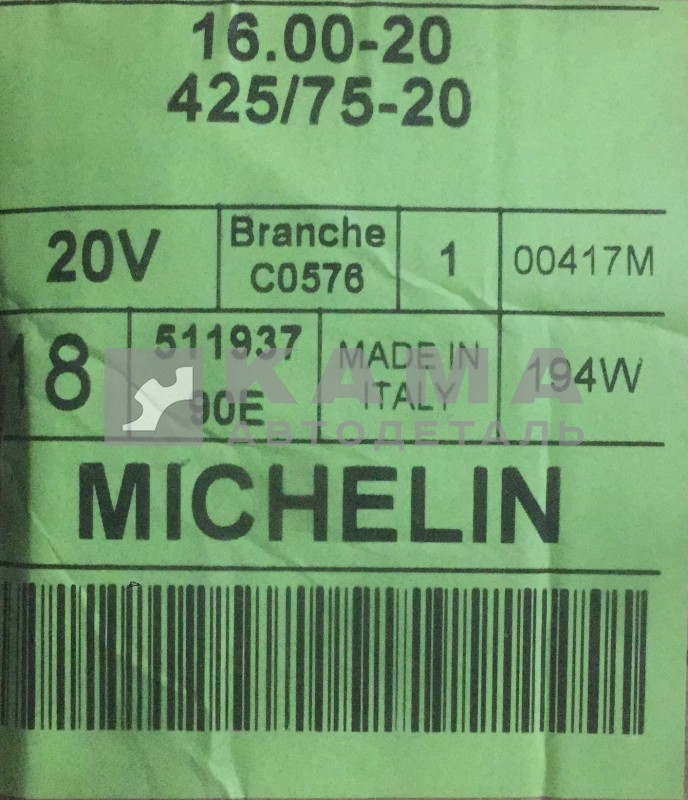 16.00-20
425/75-20
20V
Branche
C0576
1
00417M
18
511937
90E
MADE IN
ITALY
194W
КАМА
АВТОДЕТАЛЬ
MICHELIN